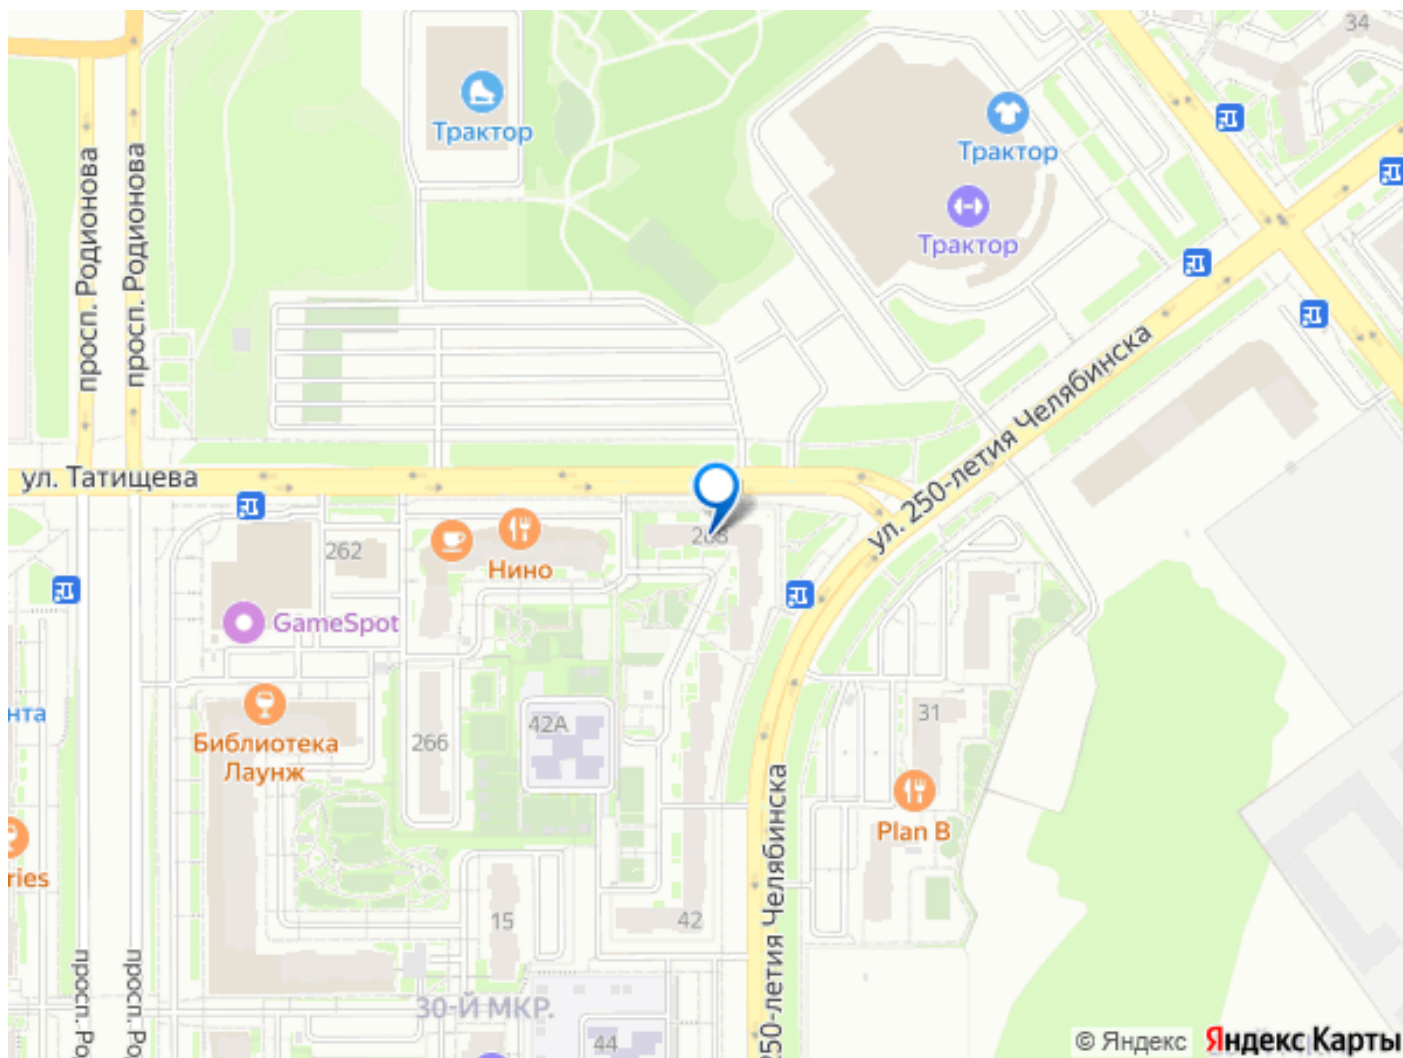 34
Трактор
Трактор
Трактор
просп. Родионова
просп. Родионова
ул. 250-летия Челябинска
ул. Татищева
262
Нино
GameSpot
нта
Библиотека
Лаунж
266
42А
31
Plan B
ries
15
42
250-летия Челябинска
просп. Ро
просп. Ро
30-Й МКР.
44
© Яндекс
Яндекс Карты